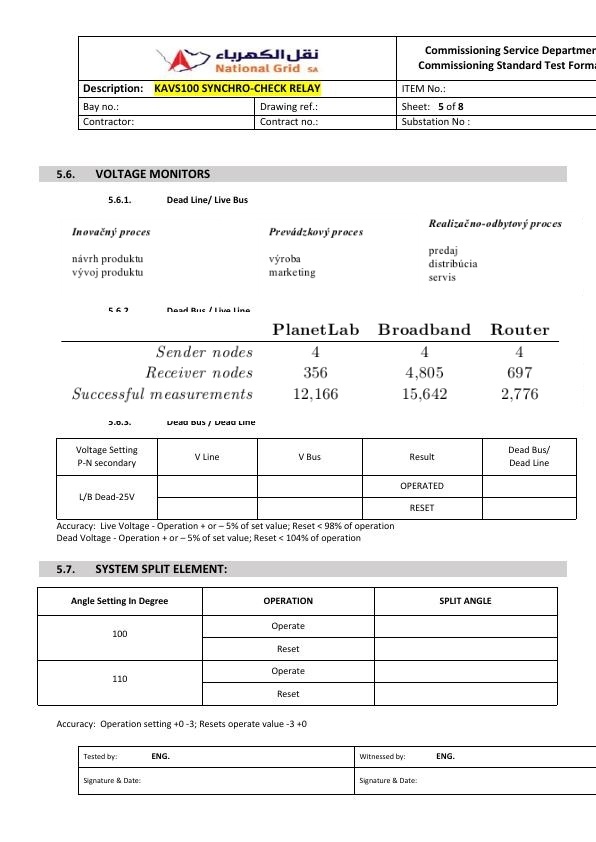 نقل الكهرباء
National Grid SA
Commissioning Service Departmen
Commissioning Standard Test Forma
Description: KAVS100 SYNCHRO-CHECK RELAY
ITEM No.:
Bay no.:
Drawing ref.:
Sheet: 5 of 8
Contractor:
Contract no.:
Substation No :
5.6. VOLTAGE MONITORS
5.6.1. Dead Line/ Live Bus
Inovačný proces
Prevádzkový proces
Realizačno-odbytový proces
návrh produktu
vývoj produktu
výroba
marketing
predaj
distribúcia
servis
5.6.2. Dead Bus / Live Line
PlanetLab Broadband Router
Sender nodes 4 4 4
Receiver nodes 356 4,805 697
Successful measurements 12,166 15,642 2,776
5.6.3. Dead Bus / Dead Line
Voltage Setting
P-N secondary
V Line
V Bus
Result
Dead Bus/
Dead Line
L/B Dead-25V
OPERATED
RESET
Accuracy: Live Voltage - Operation + or – 5% of set value; Reset < 98% of operation
Dead Voltage - Operation + or – 5% of set value; Reset < 104% of operation
5.7. SYSTEM SPLIT ELEMENT:
Angle Setting In Degree
OPERATION
SPLIT ANGLE
100
Operate
Reset
110
Operate
Reset
Accuracy: Operation setting +0 -3; Resets operate value -3 +0
Tested by: ENG.
Witnessed by: ENG.
Signature & Date:
Signature & Date: